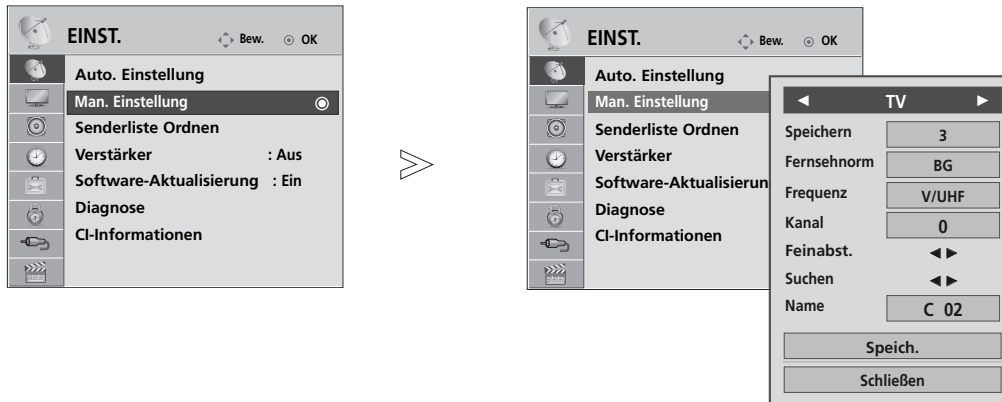 EINST.
Bew. OK
Auto. Einstellung
Man. Einstellung
Senderliste Ordnen
Verstärker : Aus
Software-Aktualisierung : Ein
Diagnose
CI-Informationen
EINST.
Bew. OK
Auto. Einstellung
Man. Einstellung
Senderliste Ordnen
Verstärker
Software-Aktualisierun
Diagnose
CI-Informationen
TV
Speichern 3
Fernsehnorm BG
Frequenz V/UHF
Kanal 0
Feinabst.
Suchen
Name C 02
Speich.
Schließen